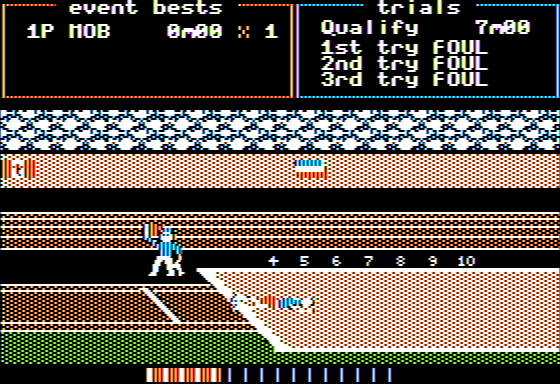 event bests
1P MOB 0m00 x 1
trials
Qualify 7m00
1st try FOUL
2nd try FOUL
3rd try FOUL
4 5 6 7 8 9 10